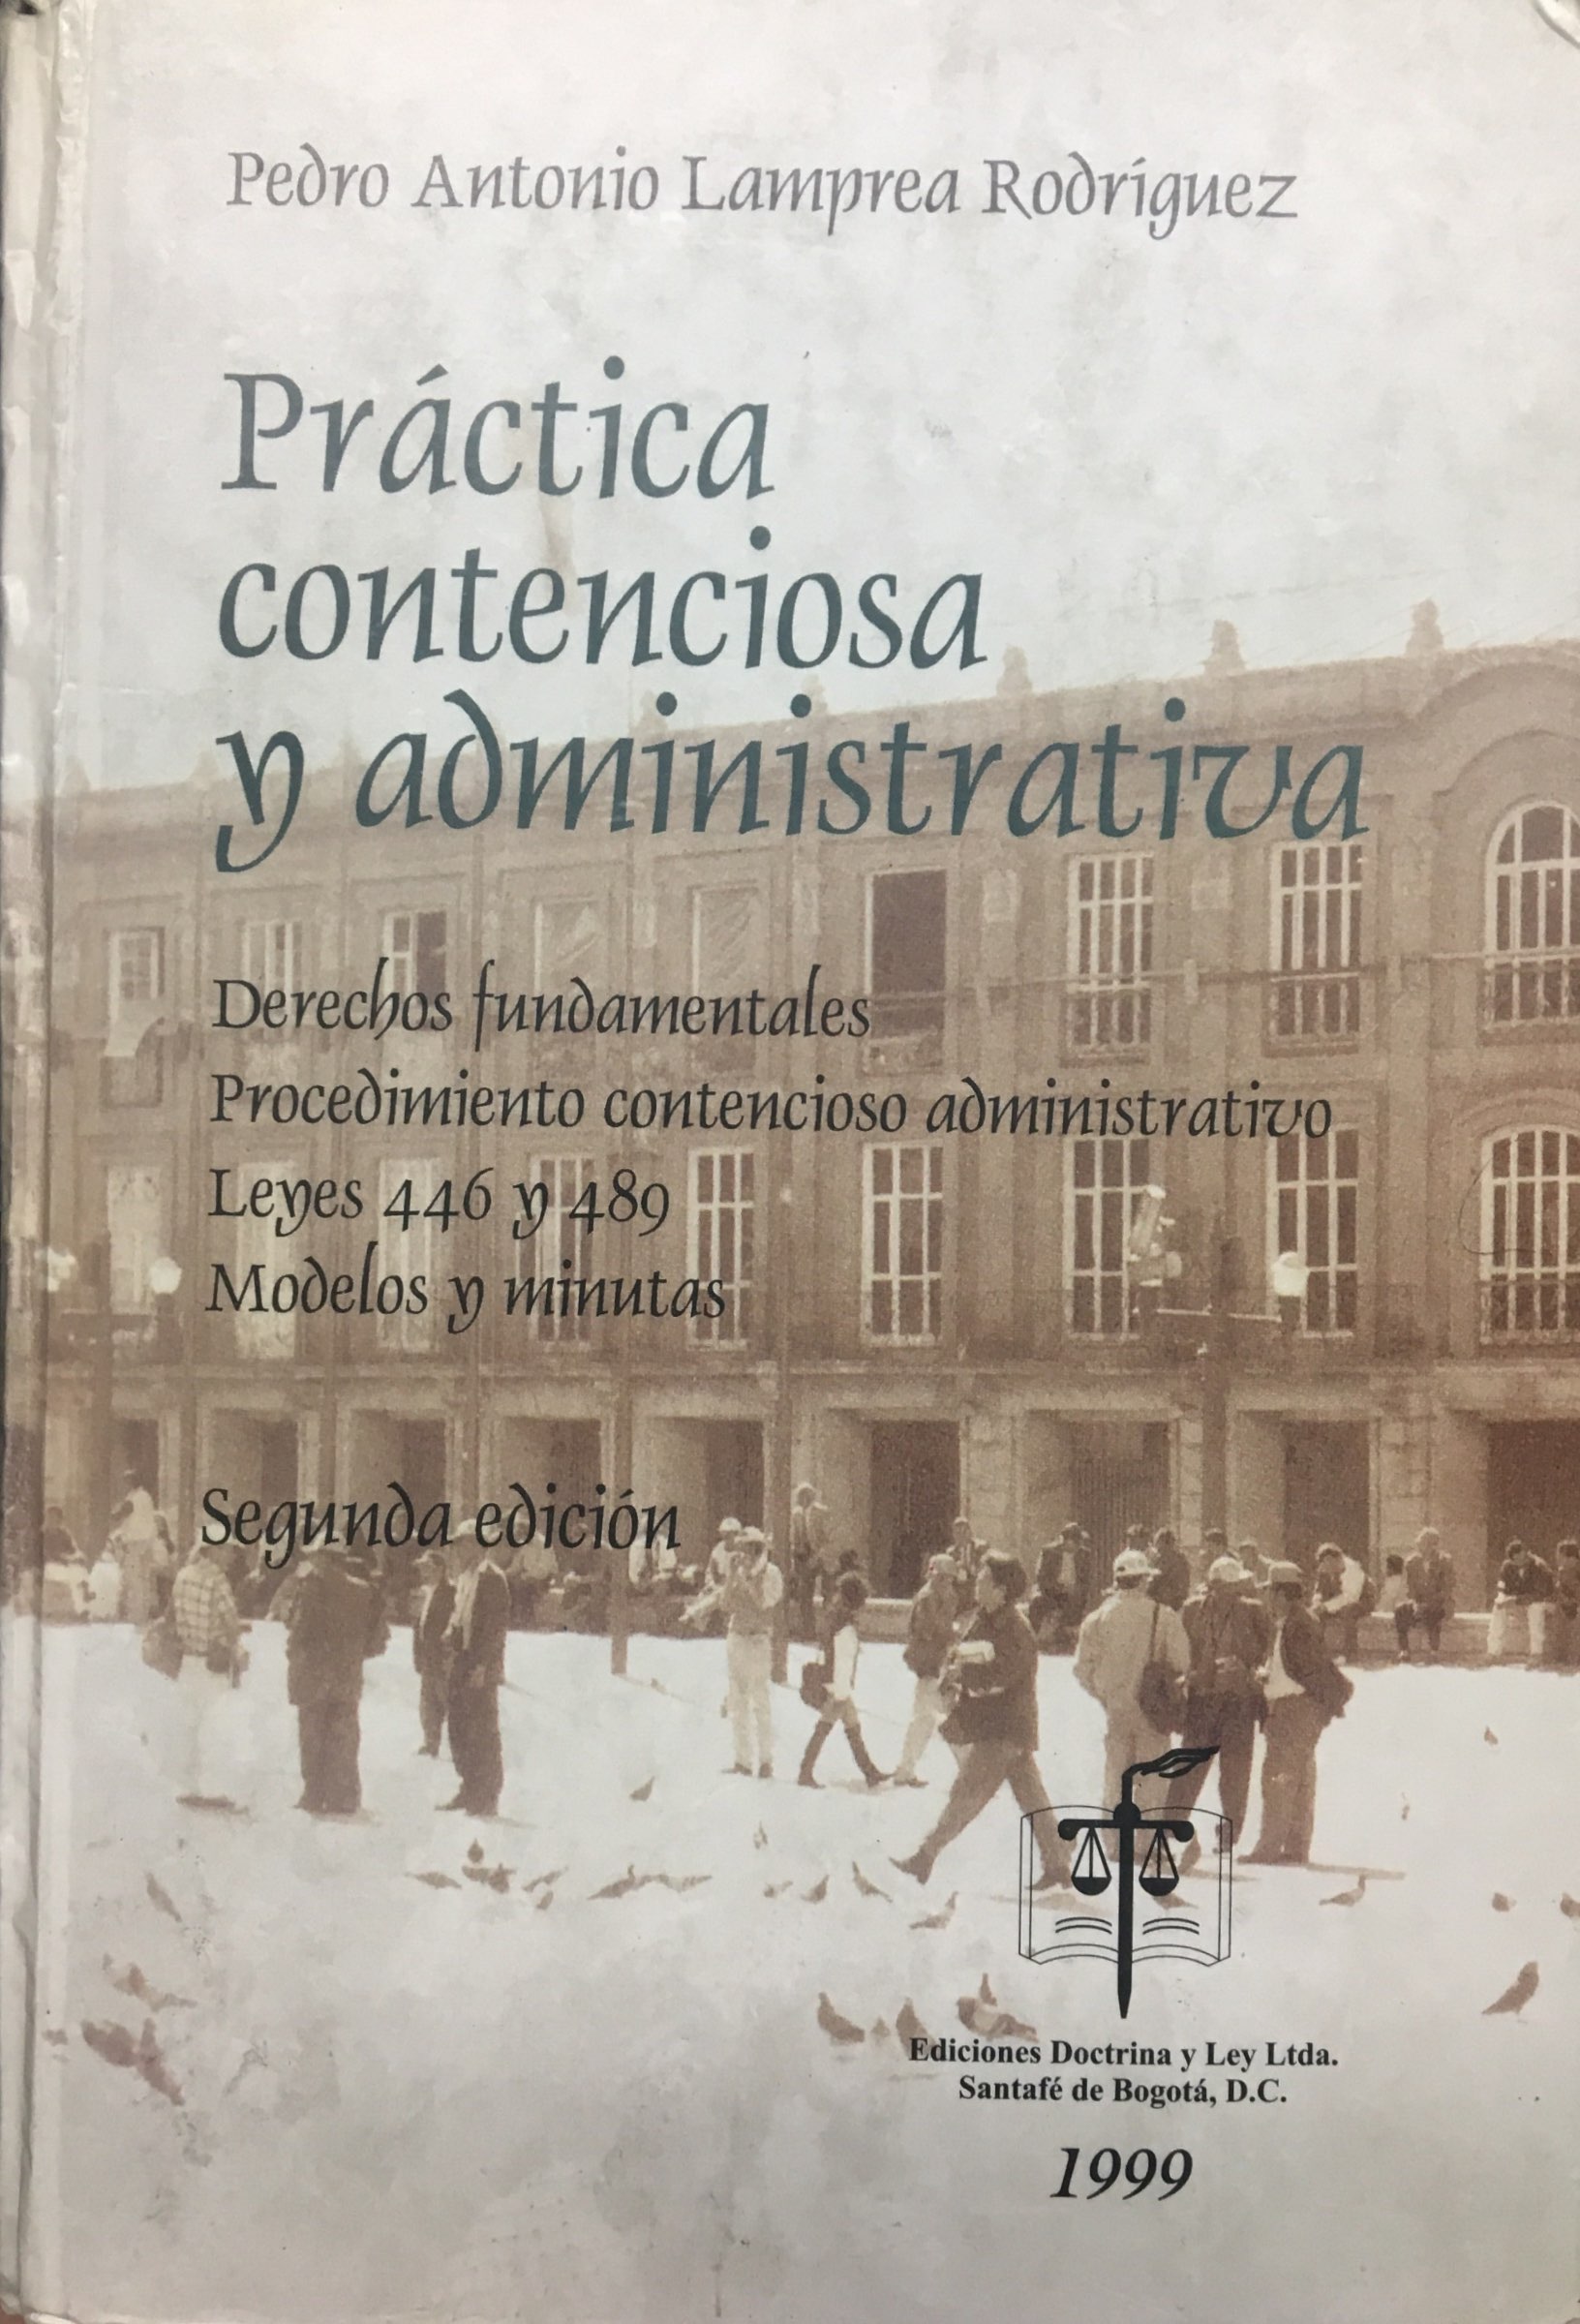 Pedro Antonio Lamprea Rodríguez
Práctica
contenciosa
y administrativa
Derechos fundamentales
Procedimiento contencioso administrativo
Leyes 446 y 489
Modelos y minutas
Segunda edición
Ediciones Doctrina y Ley Ltda.
Santafé de Bogotá, D.C.
1999